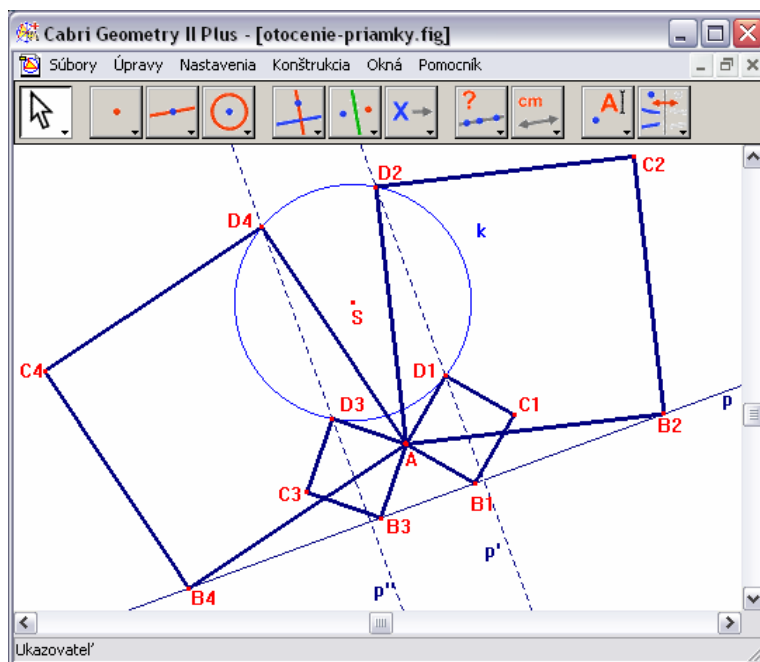 Cabri Geometry II Plus - [otocenie-priamky.fig]
Súbory Úpravy Nastavenia Konštrukcia Okná Pomocník
X ? cm A
D2
C2
D4
k
S
C4
D1
D3
C1
p
B2
A
C3
B1
B3
p'
p''
B4
Ukazovateľ